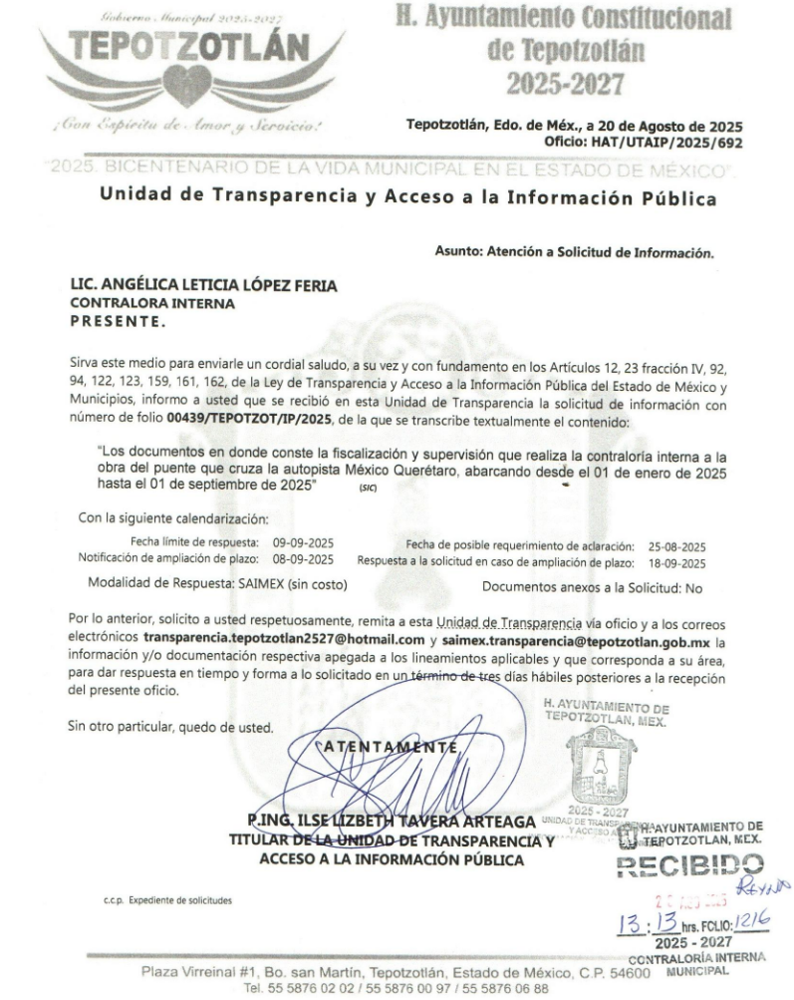 Gobierno Municipal 2025-2027
TEPOTZOTLÁN
¡Con Espíritu de Amor y Servicio!
H. Ayuntamiento Constitucional
de Tepotzotlán
2025-2027
Tepotzotlán, Edo. de Méx., a 20 de Agosto de 2025
Oficio: HAT/UTAIP/2025/692
"2025. BICENTENARIO DE LA VIDA MUNICIPAL EN EL ESTADO DE MÉXICO".
Unidad de Transparencia y Acceso a la Información Pública
Asunto: Atención a Solicitud de Información.
LIC. ANGÉLICA LETICIA LÓPEZ FERIA
CONTRALORA INTERNA
PRESENTE.
Sirva este medio para enviarle un cordial saludo, a su vez y con fundamento en los Artículos 12, 23 fracción IV, 92,
94, 122, 123, 159, 161, 162, de la Ley de Transparencia y Acceso a la Información Pública del Estado de México y
Municipios, informo a usted que se recibió en esta Unidad de Transparencia la solicitud de información con
número de folio 00439/TEPOTZOT/IP/2025, de la que se transcribe textualmente el contenido:
"Los documentos en donde conste la fiscalización y supervisión que realiza la contraloría interna a la
obra del puente que cruza la autopista México Querétaro, abarcando desde el 01 de enero de 2025
hasta el 01 de septiembre de 2025" (SIC)
Con la siguiente calendarización:
Fecha límite de respuesta: 09-09-2025 Fecha de posible requerimiento de aclaración: 25-08-2025
Notificación de ampliación de plazo: 08-09-2025 Respuesta a la solicitud en caso de ampliación de plazo: 18-09-2025
Modalidad de Respuesta: SAIMEX (sin costo) Documentos anexos a la Solicitud: No
Por lo anterior, solicito a usted respetuosamente, remita a esta Unidad de Transparencia vía oficio y a los correos
electrónicos transparencia.tepotzotlan2527@hotmail.com y saimex.transparencia@tepotzotlan.gob.mx la
información y/o documentación respectiva apegada a los lineamientos aplicables y que corresponda a su área,
para dar respuesta en tiempo y forma a lo solicitado en un término de tres días hábiles posteriores a la recepción
del presente oficio.
Sin otro particular, quedo de usted.
ATENTAMENTE,
P.ING. ILSE LIZBETH TAVERA ARTEAGA
TITULAR DE LA UNIDAD DE TRANSPARENCIA Y
ACCESO A LA INFORMACIÓN PÚBLICA
H. AYUNTAMIENTO DE
TEPOTZOTLAN, MEX.
2025 - 2027
UNIDAD DE
Y ACCESO A
H. AYUNTAMIENTO DE
TEPOTZOTLAN, MEX.
RECIBIDO
AGO 2025
13:13 hrs. FOLIO: 1216
2025 - 2027
CONTRALORÍA INTERNA
MUNICIPAL
c.c.p. Expediente de solicitudes
Plaza Virreinal #1, Bo. san Martín, Tepotzotlán, Estado de México, C.P. 54600
Tel. 55 5876 02 02 / 55 5876 00 97 / 55 5876 06 88